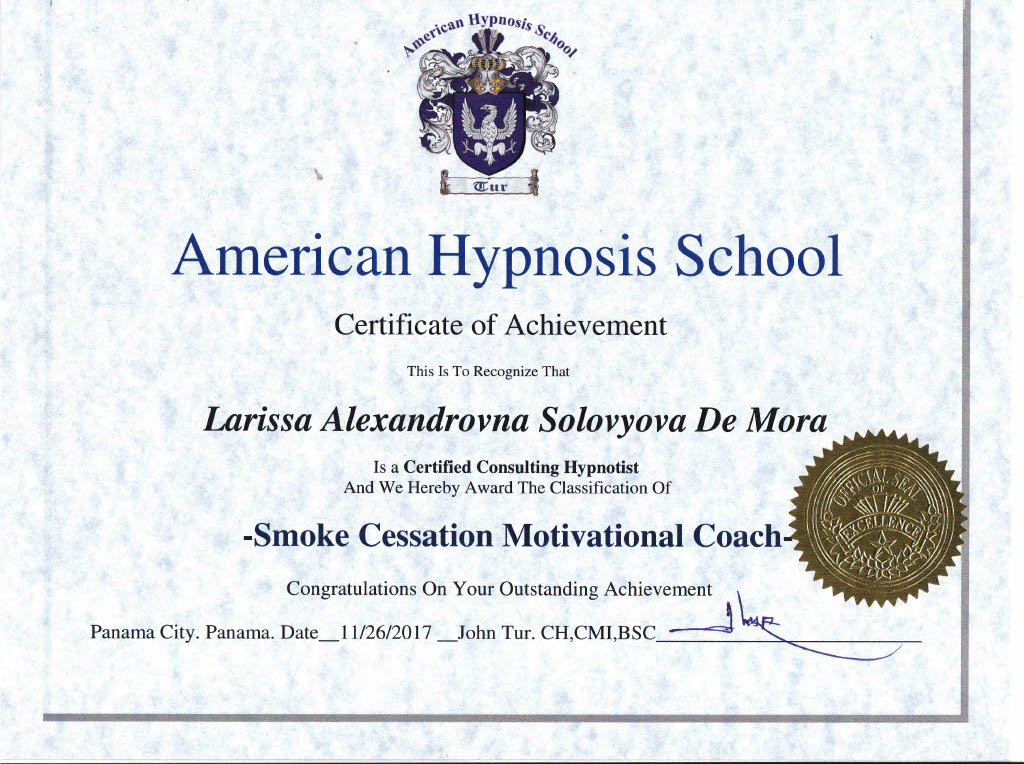 American Hypnosis School
Tur
American Hypnosis School
Certificate of Achievement
This Is To Recognize That
Larissa Alexandrovna Solovyova De Mora
Is a Certified Consulting Hypnotist
And We Hereby Award The Classification Of
-Smoke Cessation Motivational Coach-
OFFICIAL SEAL
OF
EXCELLENCE
Congratulations On Your Outstanding Achievement
Panama City. Panama. Date__11/26/2017 __John Tur. CH,CMI,BSC